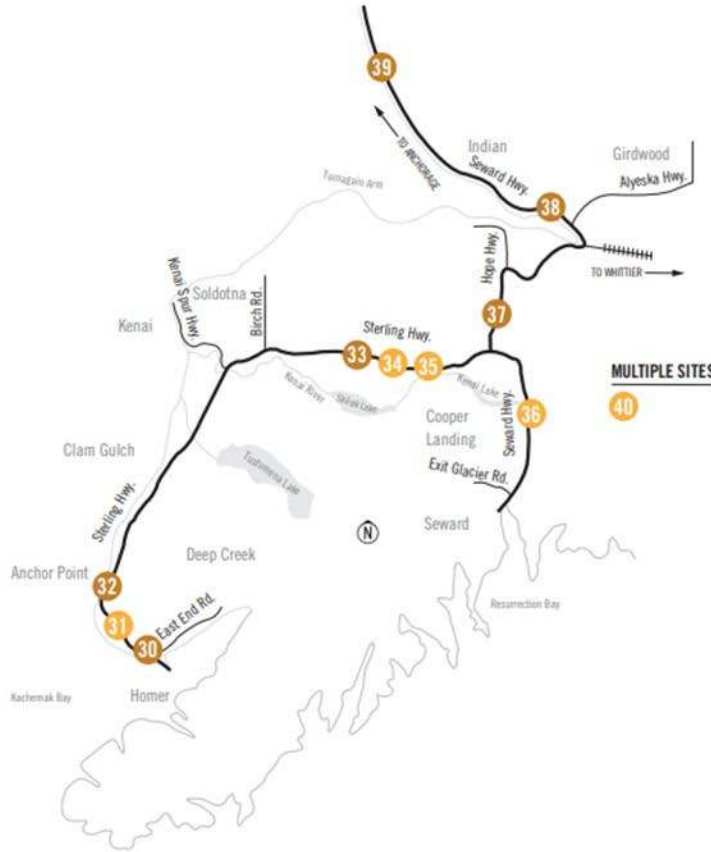 39
TO ANCHORAGE
Indian
Seward Hwy.
Girdwood
Alyeska Hwy.
Turnagain Arm
38
Hope Hwy.
TO WHITTIER
Kenai Spur Hwy.
Soldotna
Birch Rd.
Kenai
37
Sterling Hwy.
33
34
35
MULTIPLE SITES
40
Kenai River
Skilak Lake
Kenai Lake
36
Cooper
Landing
Seward Hwy.
Clam Gulch
Tustumena Lake
Exit Glacier Rd.
Sterling Hwy.
N
Seward
Deep Creek
Anchor Point
32
Resurrection Bay
31
East End Rd.
30
Kachemak Bay
Homer